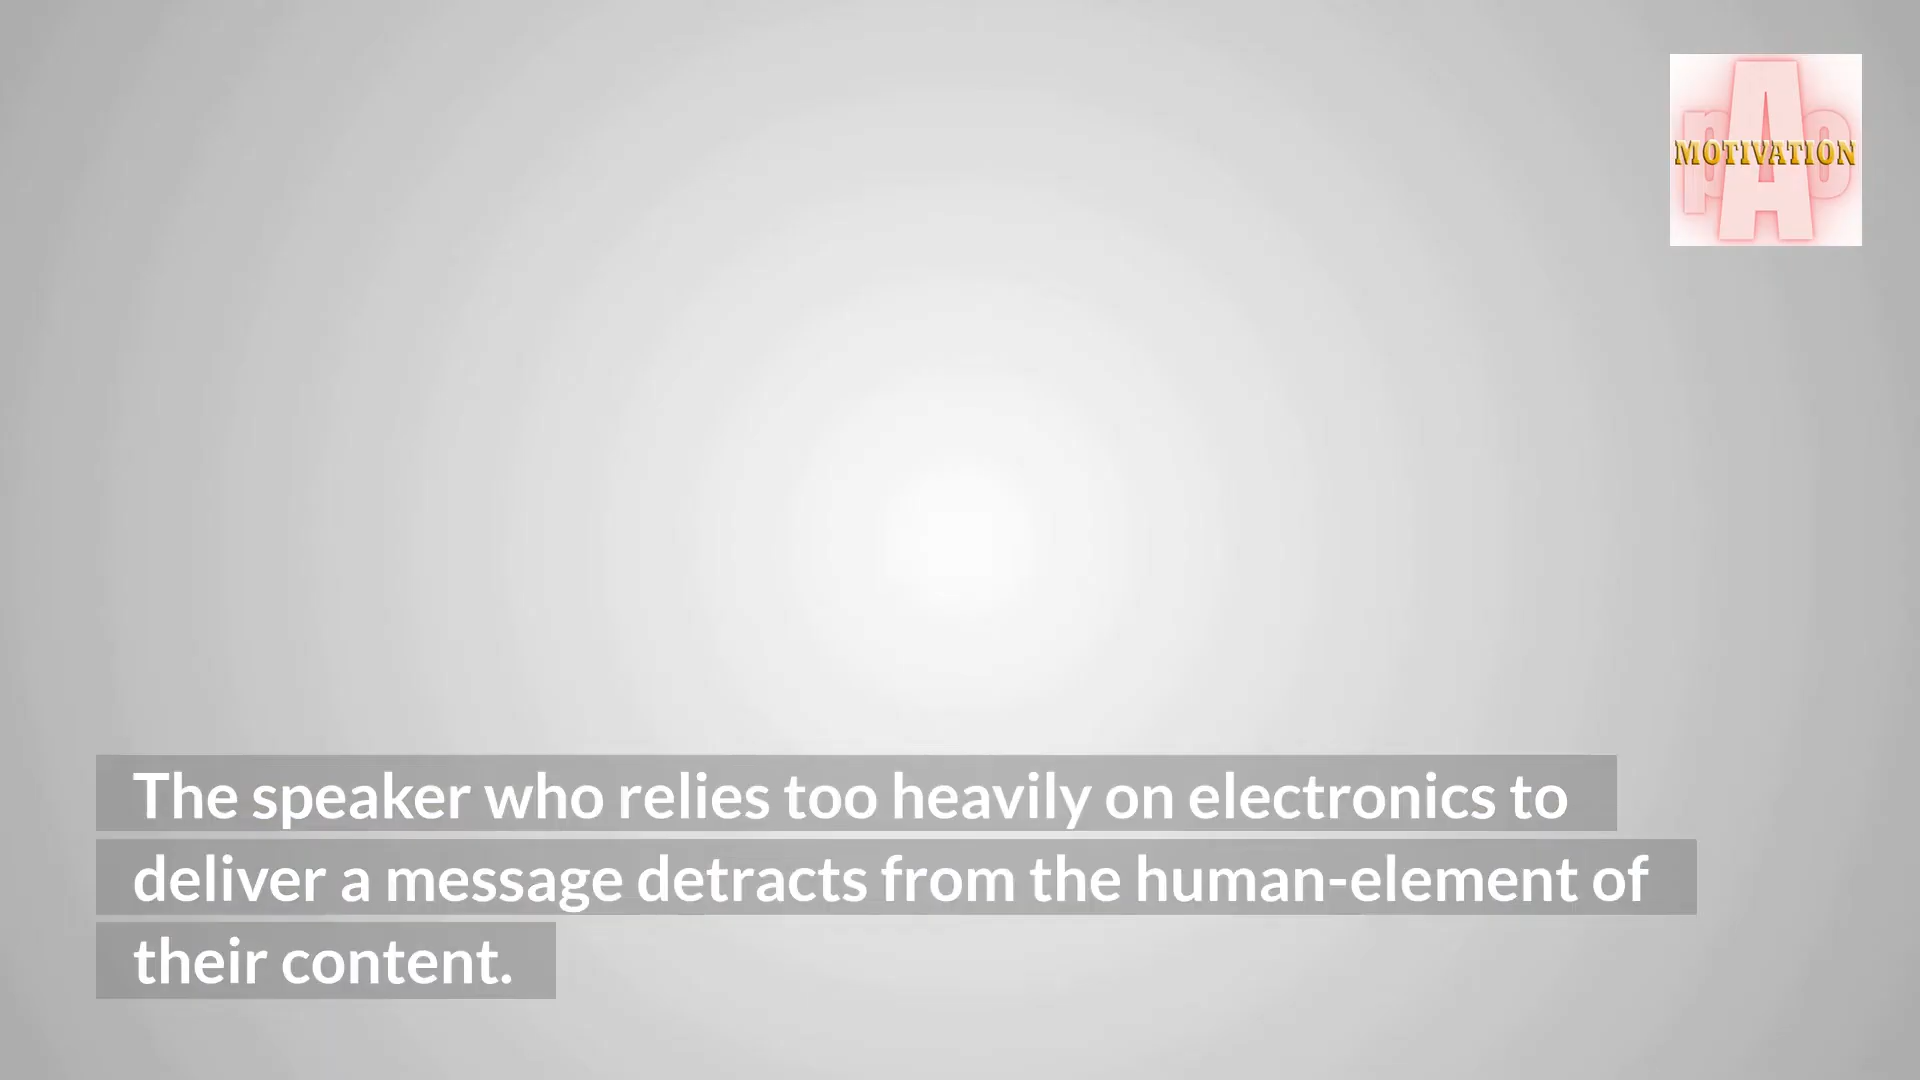 pAo
MOTIVATION
The speaker who relies too heavily on electronics to
deliver a message detracts from the human-element of
their content.